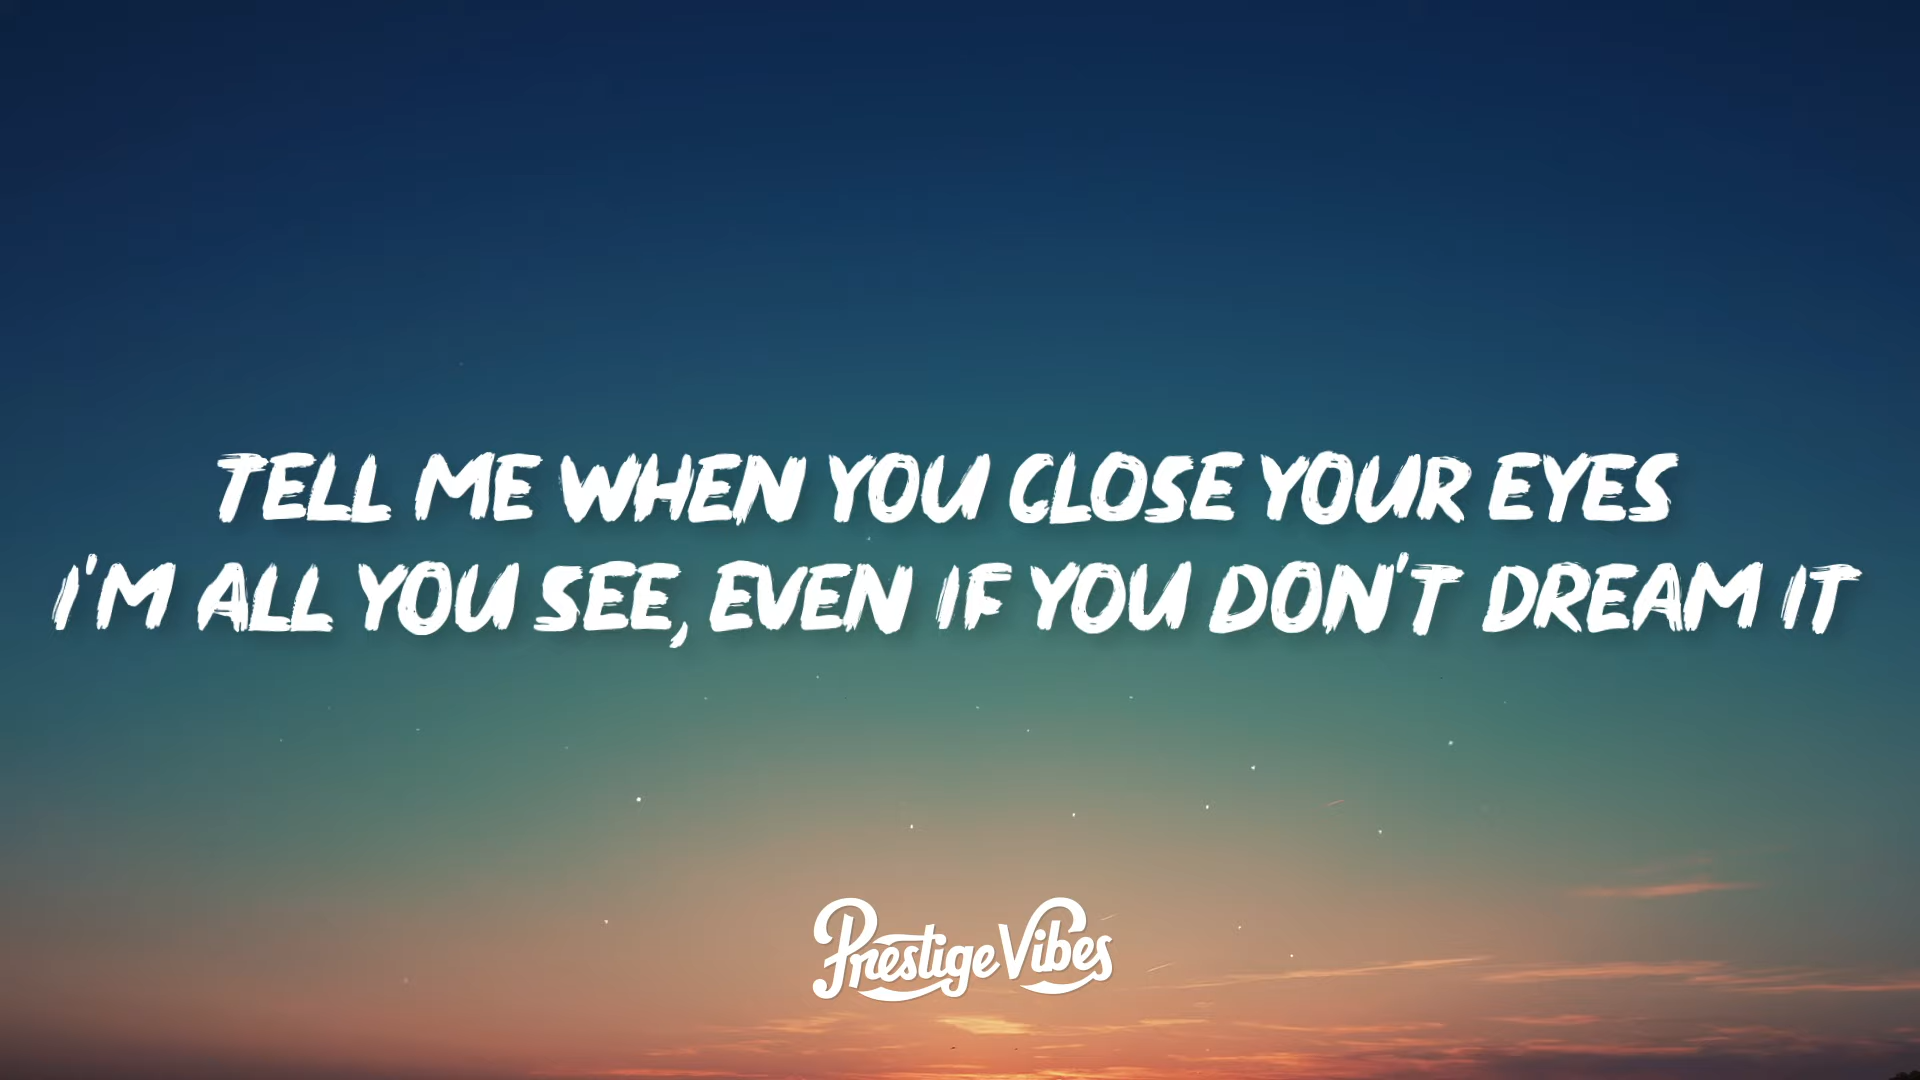 TELL ME WHEN YOU CLOSE YOUR EYES
I'M ALL YOU SEE, EVEN IF YOU DON'T DREAM IT
Prestige Vibes